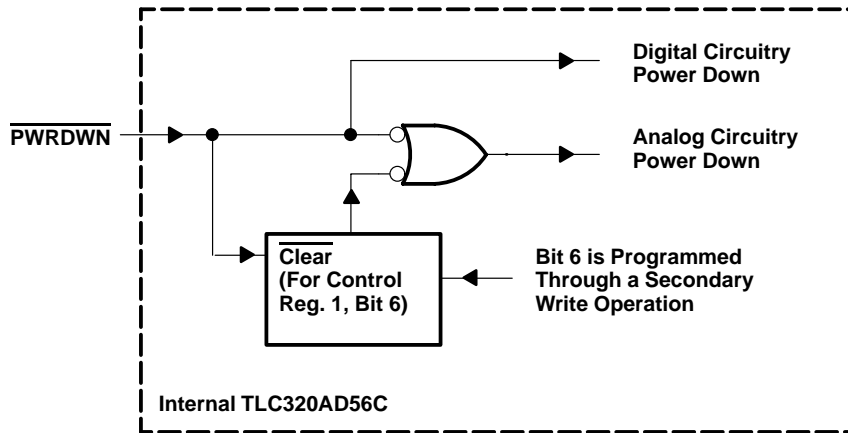 Digital Circuitry
Power Down
PWRDWN
Analog Circuitry
Power Down
Clear
(For Control
Reg. 1, Bit 6)
Bit 6 is Programmed
Through a Secondary
Write Operation
Internal TLC320AD56C